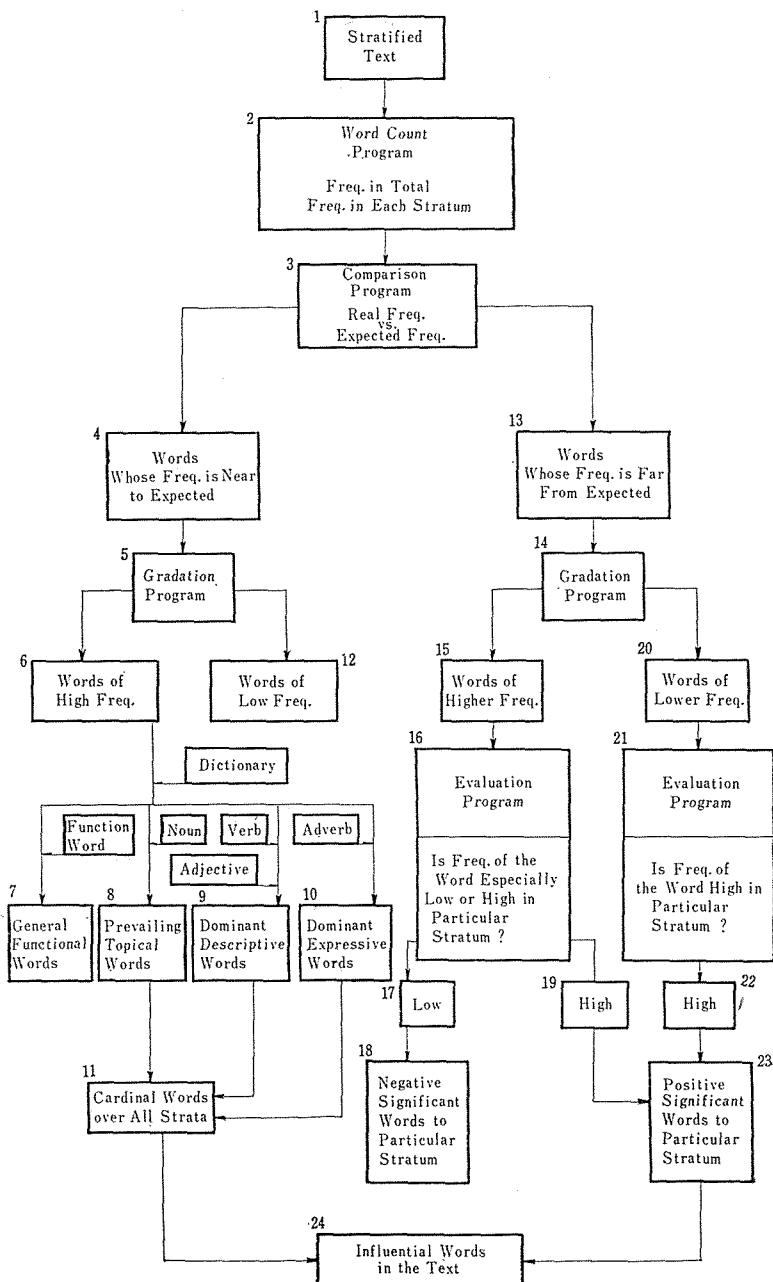 1
Stratified
Text
2
Word Count
Program
Freq. in Total
Freq. in Each Stratum
3
Comparison
Program
Real Freq.
vs.
Expected Freq.
4
Words
Whose Freq. is Near
to Expected
13
Words
Whose Freq. is Far
From Expected
5
Gradation
Program
14
Gradation
Program
6
Words of
High Freq.
12
Words of
Low Freq.
15
Words of
Higher Freq.
20
Words of
Lower Freq.
Dictionary
Function
Word
Noun
Verb
Adverb
Adjective
16
Evaluation
Program
Is Freq. of the
Word Especially
Low or High in
Particular
Stratum ?
21
Evaluation
Program
Is Freq. of
the Word High in
Particular
Stratum ?
7
General
Functional
Words
8
Prevailing
Topical
Words
9
Dominant
Descriptive
Words
10
Dominant
Expressive
Words
17
Low
19
High
22
High
11
Cardinal Words
over All Strata
18
Negative
Significant
Words to
Particular
Stratum
23
Positive
Significant
Words to
Particular
Stratum
24
Influential Words
in the Text